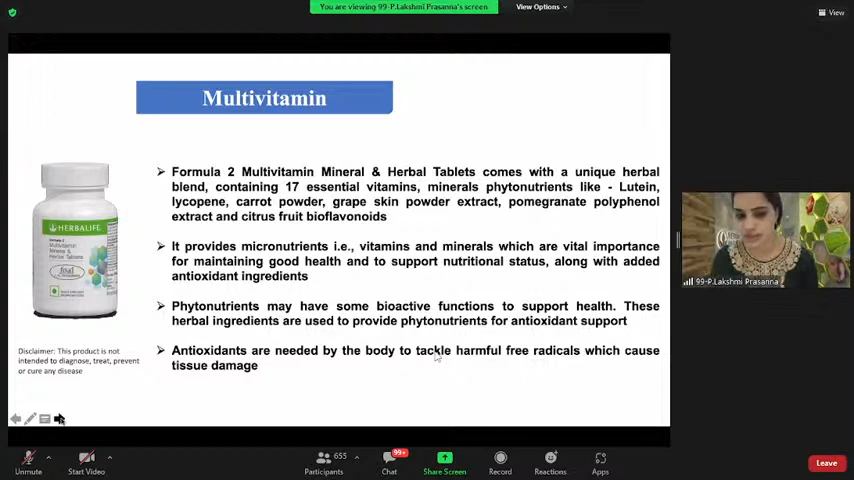 You are viewing 99-P.Lakshmi Prasanna's screen
View Options
View
Multivitamin
Formula 2 Multivitamin Mineral & Herbal Tablets comes with a unique herbal
blend, containing 17 essential vitamins, minerals phytonutrients like - Lutein,
lycopene, carrot powder, grape skin powder extract, pomegranate polyphenol
extract and citrus fruit bioflavonoids
It provides micronutrients i.e., vitamins and minerals which are vital importance
for maintaining good health and to support nutritional status, along with added
antioxidant ingredients
Phytonutrients may have some bioactive functions to support health. These
herbal ingredients are used to provide phytonutrients for antioxidant support
Antioxidants are needed by the body to tackle harmful free radicals which cause
tissue damage
HERBALIFE
Formula 2
Multivitamin
Mineral &
Herbal Tablets
Disclaimer: This product is not
intended to diagnose, treat, prevent
or cure any disease
99-P.Lakshmi Prasanna
Unmute
Start Video
655
Participants
99+
Chat
Share Screen
Record
Reactions
Apps
Leave